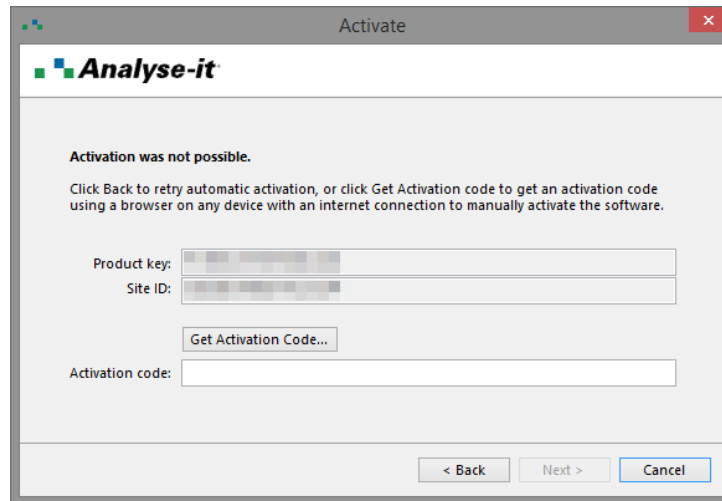 Activate
Analyse-it
Activation was not possible.
Click Back to retry automatic activation, or click Get Activation code to get an activation code
using a browser on any device with an internet connection to manually activate the software.
Product key:
Site ID:
Get Activation Code...
Activation code:
< Back Next > Cancel